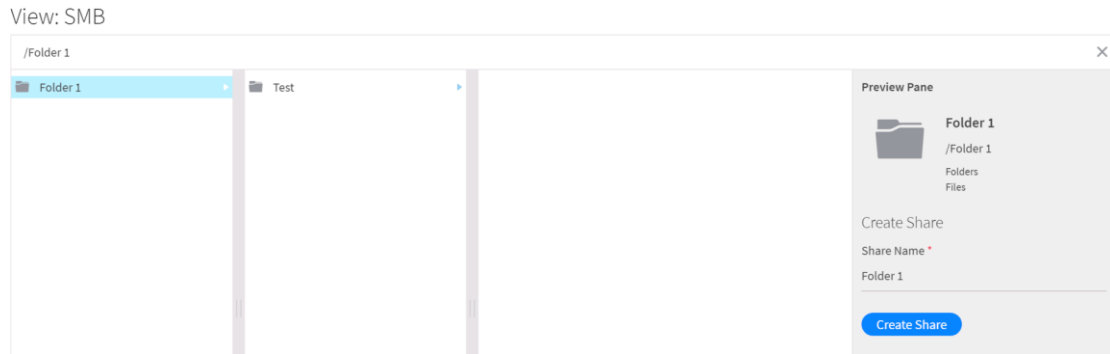 View: SMB
/Folder 1
Folder 1
Test
Preview Pane
Folder 1
/Folder 1
Folders
Files
Create Share
Share Name *
Folder 1
Create Share